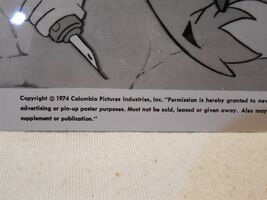 Copyright © 1974 Columbia Pictures Industries, Inc. "Permission is hereby granted to new
advertising or pin-up poster purposes. Must not be sold, leased or given away. Also may
supplement or publication."